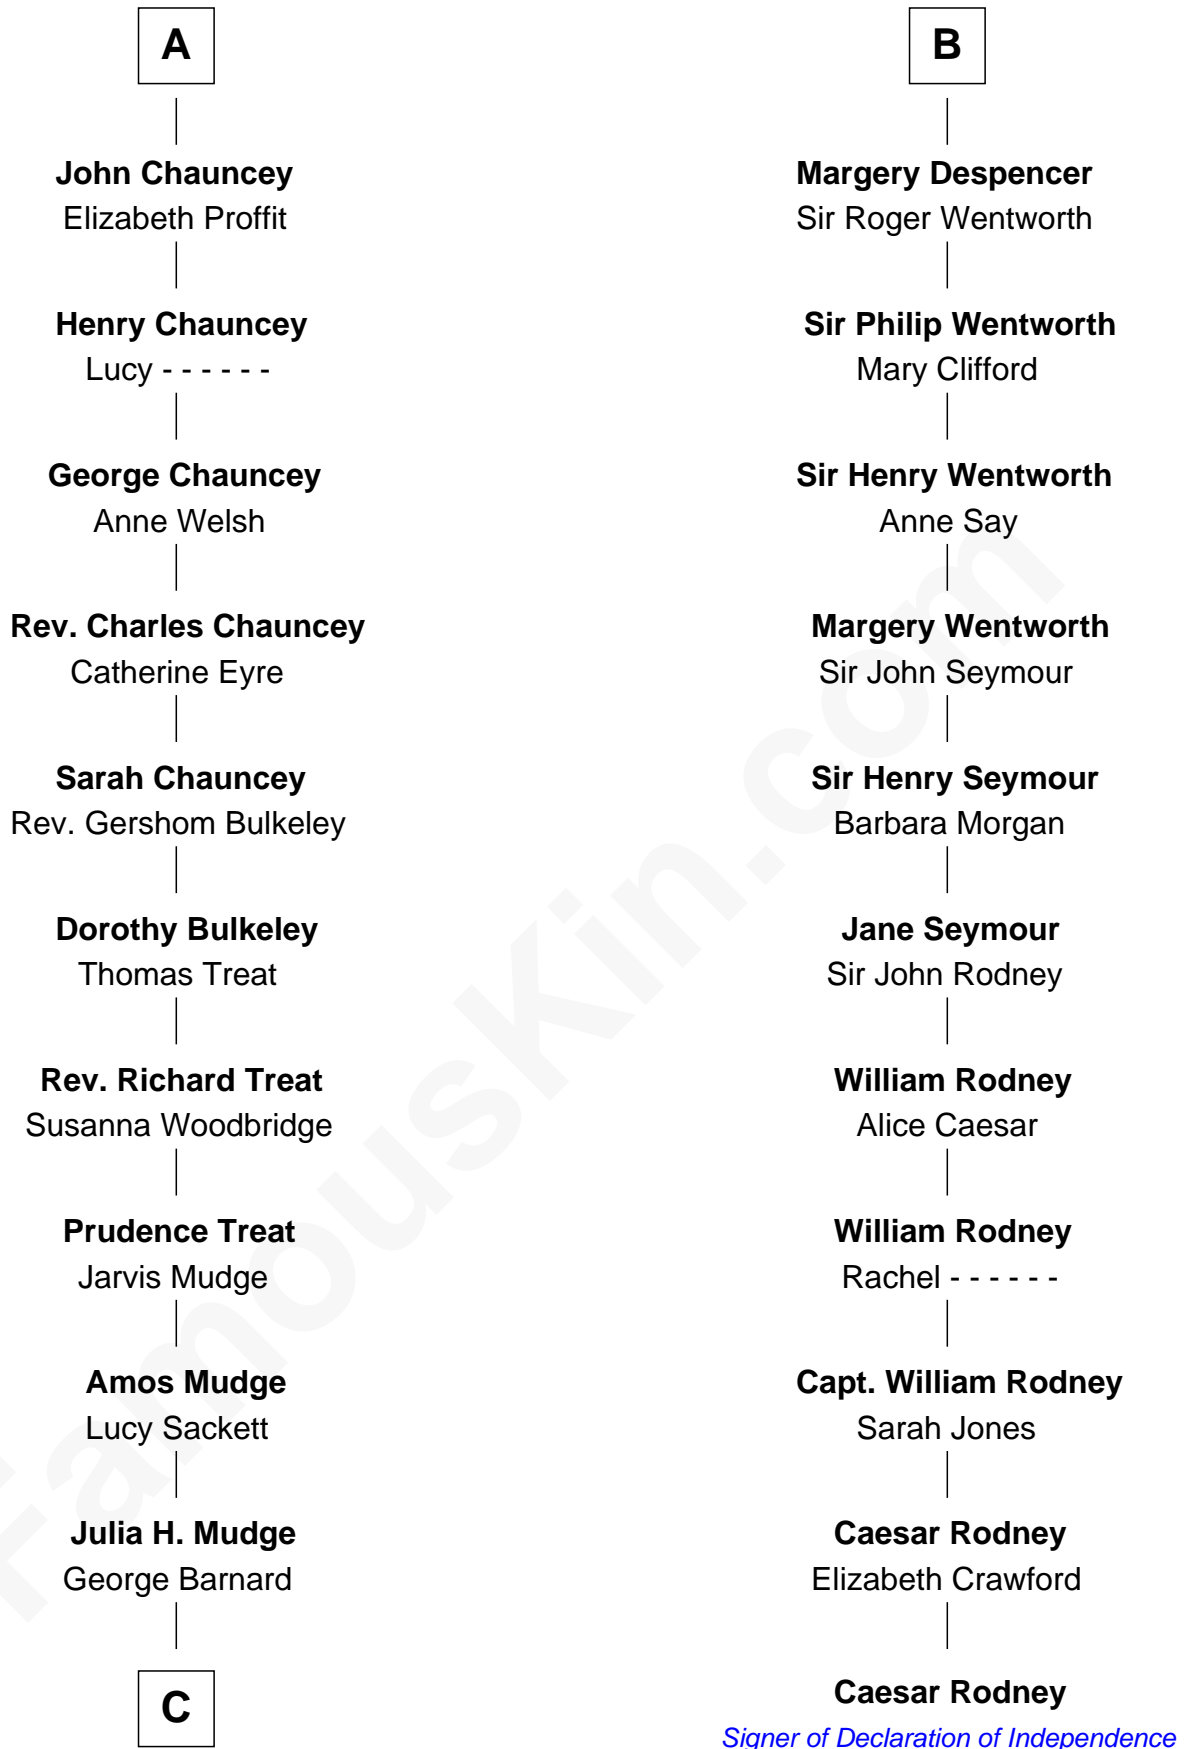 A
John Chauncey
Elizabeth Proffit
Henry Chauncey
Lucy - - - - - -
George Chauncey
Anne Welsh
Rev. Charles Chauncey
Catherine Eyre
Sarah Chauncey
Rev. Gershom Bulkeley
Dorothy Bulkeley
Thomas Treat
Rev. Richard Treat
Susanna Woodbridge
Prudence Treat
Jarvis Mudge
Amos Mudge
Lucy Sackett
Julia H. Mudge
George Barnard
C
B
Margery Despencer
Sir Roger Wentworth
Sir Philip Wentworth
Mary Clifford
Sir Henry Wentworth
Anne Say
Margery Wentworth
Sir John Seymour
Sir Henry Seymour
Barbara Morgan
Jane Seymour
Sir John Rodney
William Rodney
Alice Caesar
William Rodney
Rachel - - - - - -
Capt. William Rodney
Sarah Jones
Caesar Rodney
Elizabeth Crawford
Caesar Rodney
Signer of Declaration of Independence
FamousKin.com